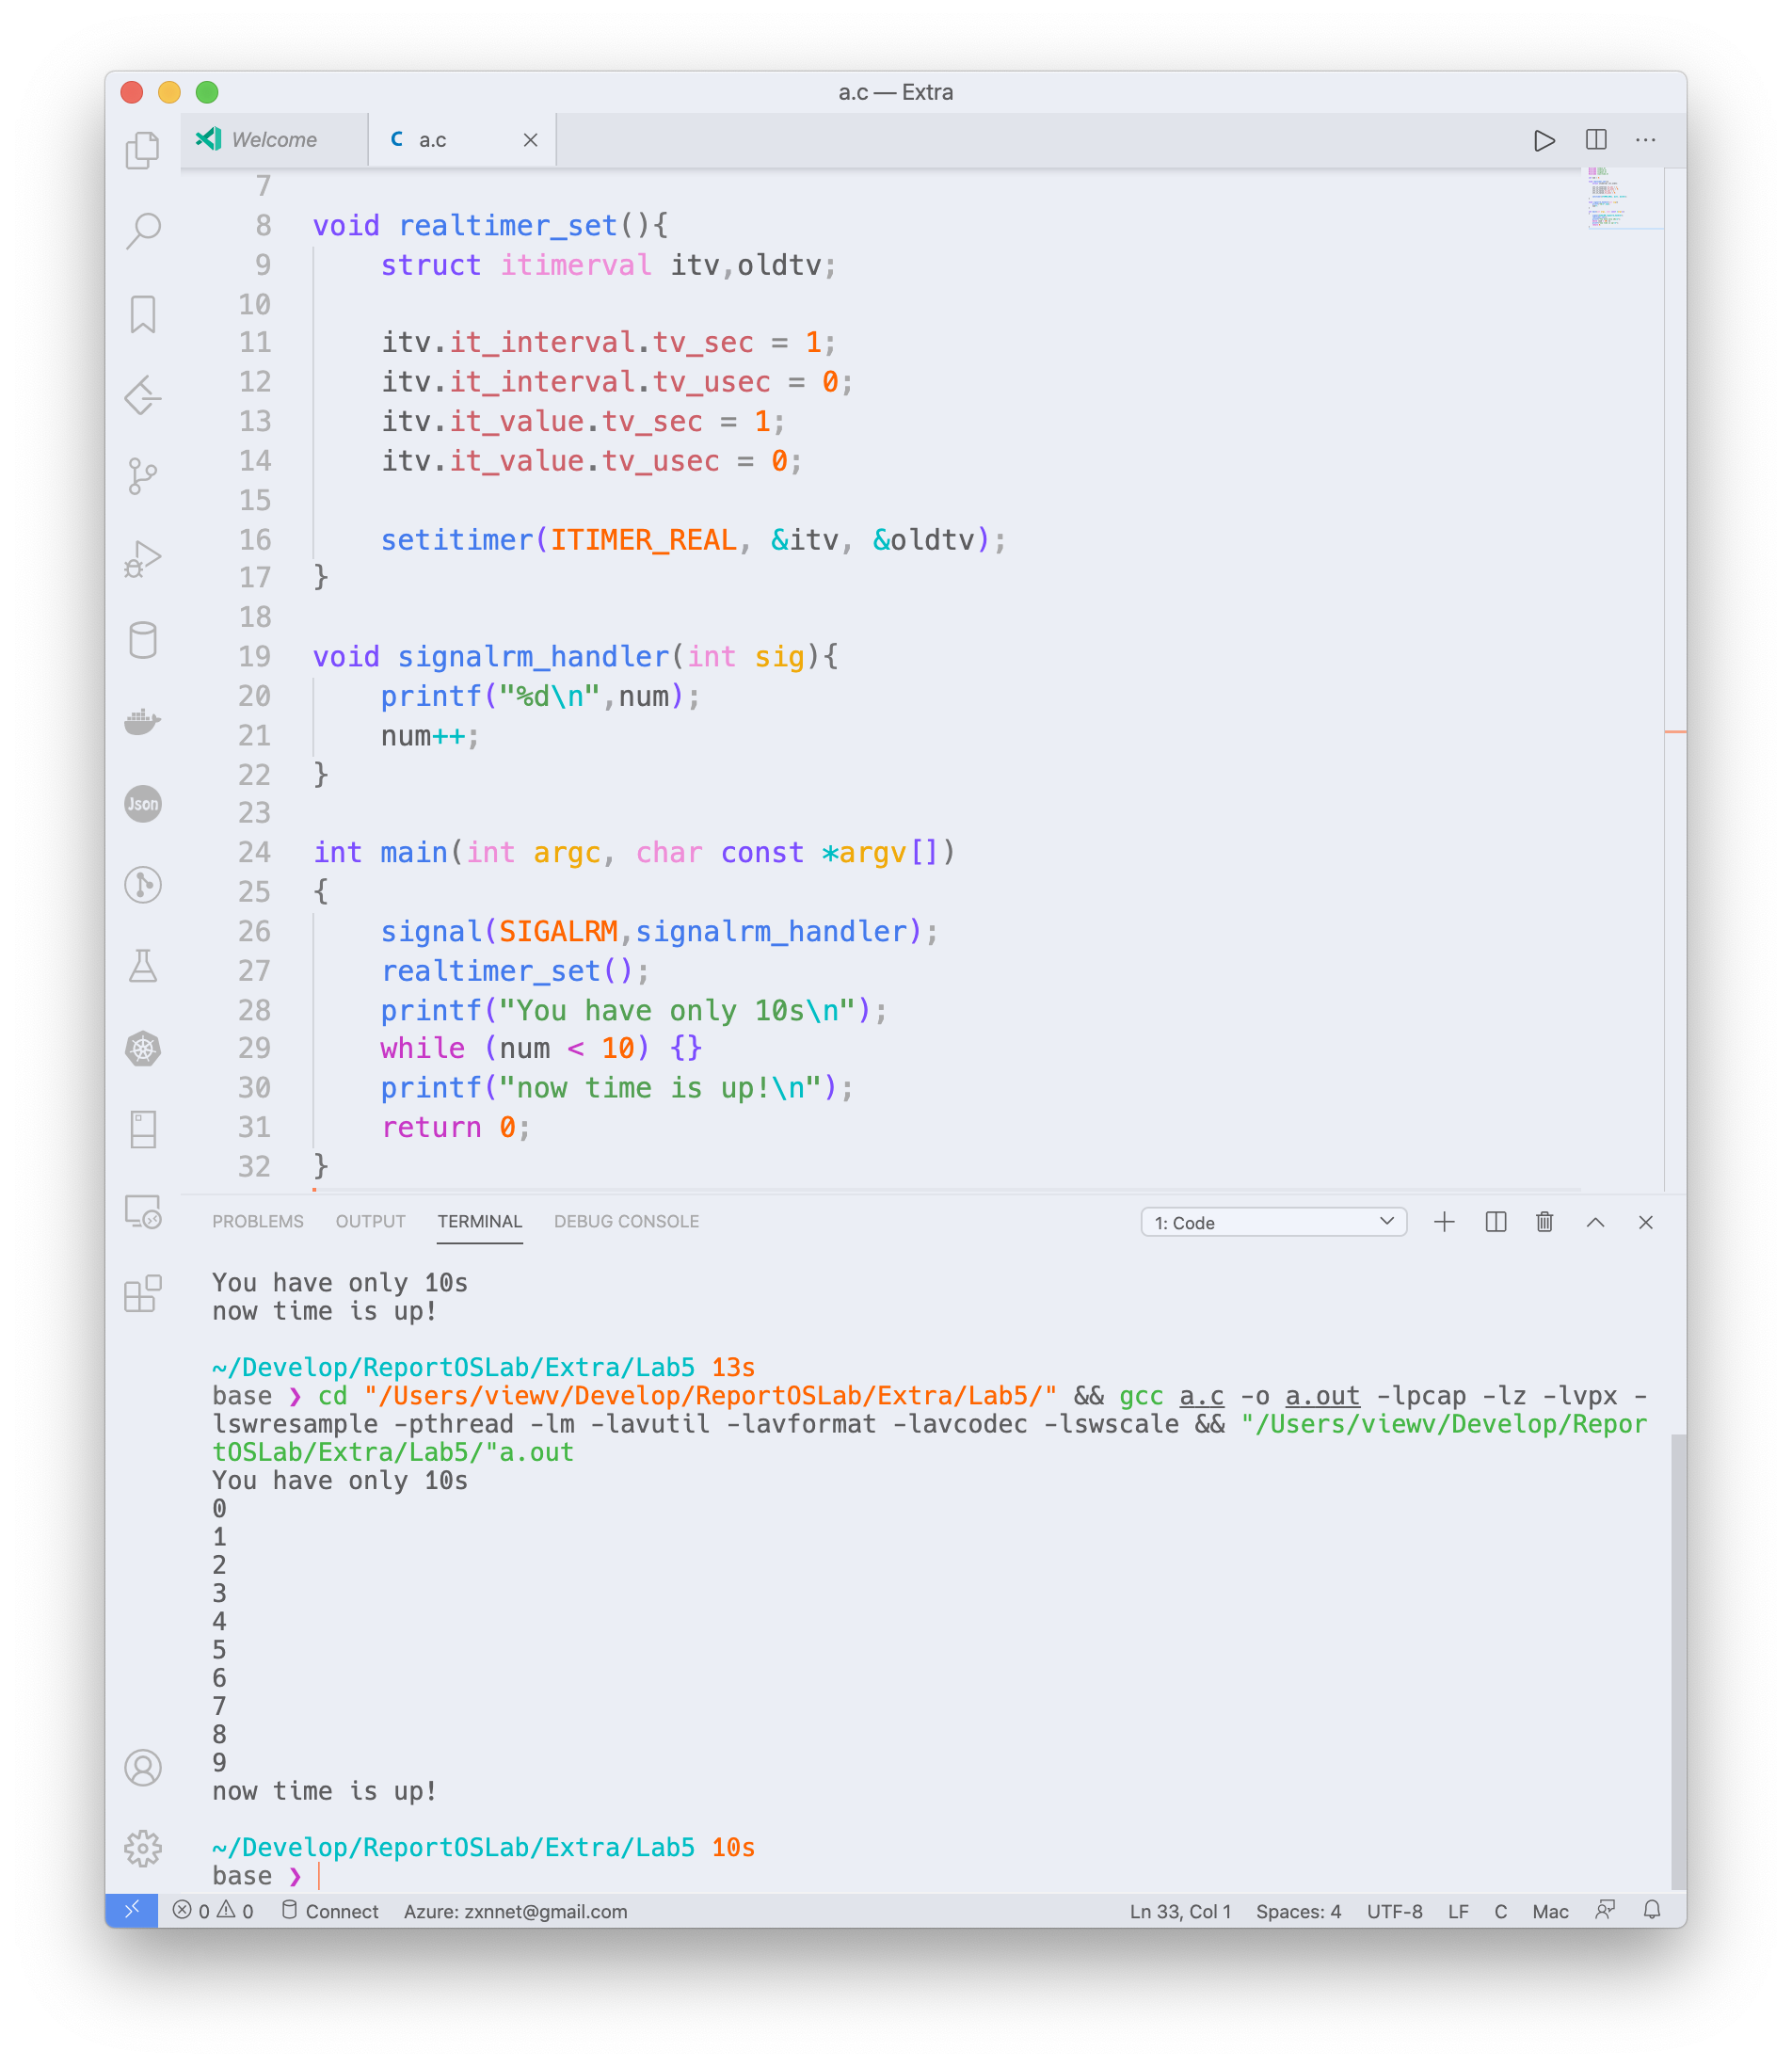 a.c — Extra
Welcome
C a.c
7
8 void realtimer_set(){
9     struct itimerval itv,oldtv;
10
11     itv.it_interval.tv_sec = 1;
12     itv.it_interval.tv_usec = 0;
13     itv.it_value.tv_sec = 1;
14     itv.it_value.tv_usec = 0;
15
16     setitimer(ITIMER_REAL, &itv, &oldtv);
17 }
18
19 void signalrm_handler(int sig){
20     printf("%d\n",num);
21     num++;
22 }
23
24 int main(int argc, char const *argv[])
25 {
26     signal(SIGALRM,signalrm_handler);
27     realtimer_set();
28     printf("You have only 10s\n");
29     while (num < 10) {}
30     printf("now time is up!\n");
31     return 0;
32 }
Json
PROBLEMS OUTPUT TERMINAL DEBUG CONSOLE 1: Code
You have only 10s
now time is up!
~/Develop/ReportOSLab/Extra/Lab5 13s
base ❯ cd "/Users/viewv/Develop/ReportOSLab/Extra/Lab5/" && gcc a.c -o a.out -lpcap -lz -lvpx -
lswresample -pthread -lm -lavutil -lavformat -lavcodec -lswscale && "/Users/viewv/Develop/Repor
tOSLab/Extra/Lab5/"a.out
You have only 10s
0
1
2
3
4
5
6
7
8
9
now time is up!
~/Develop/ReportOSLab/Extra/Lab5 10s
base ❯
0 0 Connect Azure: zxnnet@gmail.com Ln 33, Col 1 Spaces: 4 UTF-8 LF C Mac